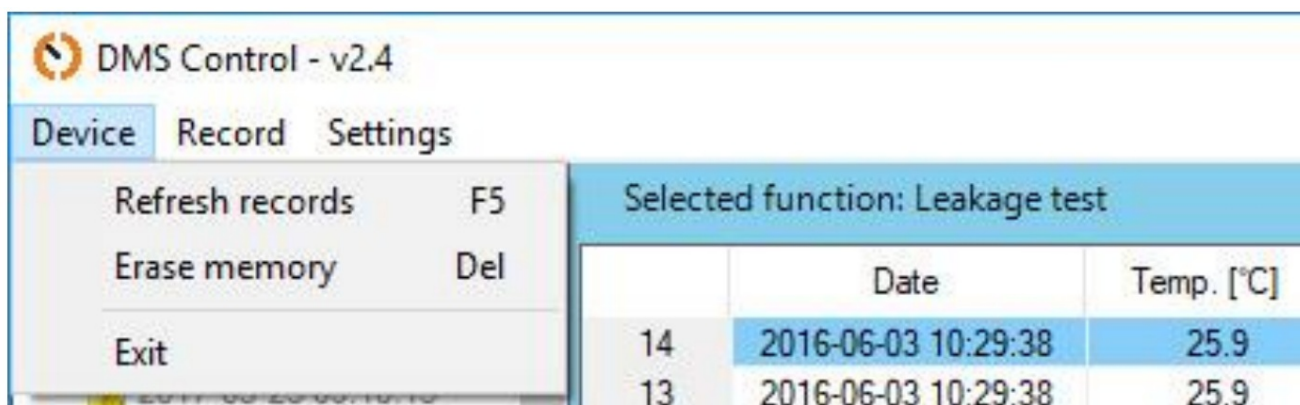 DMS Control - v2.4
Device Record Settings
Refresh records F5
Erase memory Del
Exit
Selected function: Leakage test
Date Temp. [°C]
14 2016-06-03 10:29:38 25.9
13 2016-06-03 10:29:38 25.9